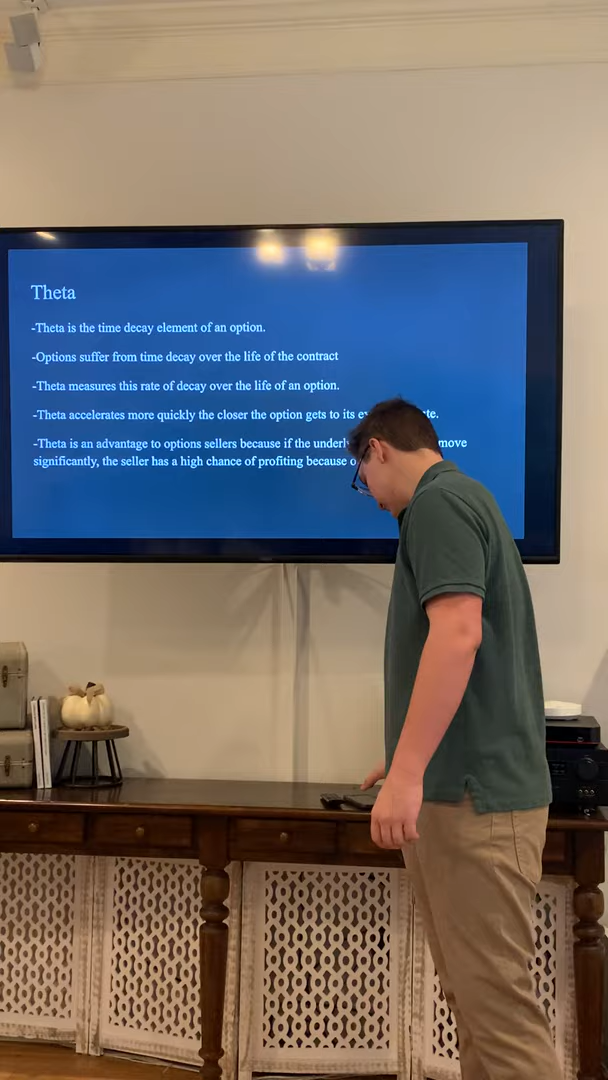 Theta
-Theta is the time decay element of an option.
-Options suffer from time decay over the life of the contract
-Theta measures this rate of decay over the life of an option.
-Theta accelerates more quickly the closer the option gets to its
-Theta is an advantage to options sellers because if the move
significantly, the seller has a high chance of profiting because